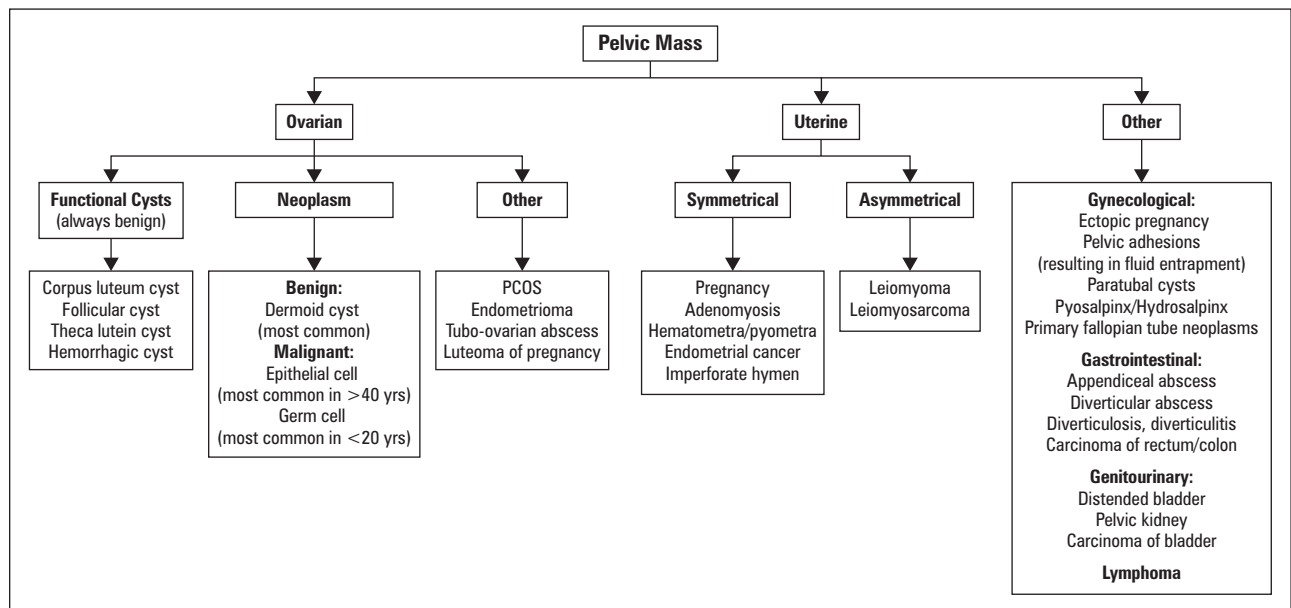 Pelvic Mass
Ovarian
Uterine
Other
Functional Cysts
(always benign)
Neoplasm
Other
Symmetrical
Asymmetrical
Corpus luteum cyst
Follicular cyst
Theca lutein cyst
Hemorrhagic cyst
Benign:
Dermoid cyst
(most common)
Malignant:
Epithelial cell
(most common in >40 yrs)
Germ cell
(most common in <20 yrs)
PCOS
Endometrioma
Tubo-ovarian abscess
Luteoma of pregnancy
Pregnancy
Adenomyosis
Hematometra/pyometra
Endometrial cancer
Imperforate hymen
Leiomyoma
Leiomyosarcoma
Gynecological:
Ectopic pregnancy
Pelvic adhesions
(resulting in fluid entrapment)
Paratubal cysts
Pyosalpinx/Hydrosalpinx
Primary fallopian tube neoplasms
Gastrointestinal:
Appendiceal abscess
Diverticular abscess
Diverticulosis, diverticulitis
Carcinoma of rectum/colon
Genitourinary:
Distended bladder
Pelvic kidney
Carcinoma of bladder
Lymphoma